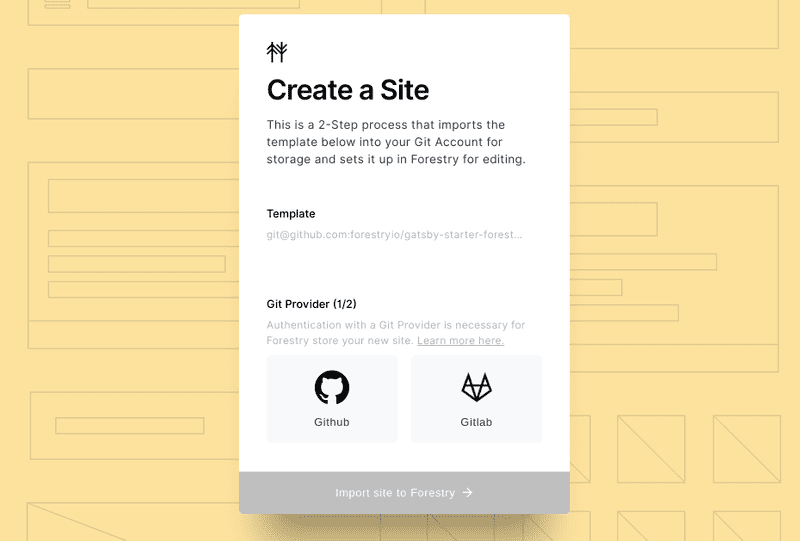 Create a Site
This is a 2-Step process that imports the
template below into your Git Account for
storage and sets it up in Forestry for editing.
Template
git@github.com:forestryio/gatsby-starter-forest...
Git Provider (1/2)
Authentication with a Git Provider is necessary for
Forestry store your new site. Learn more here.
Github
Gitlab
Import site to Forestry →